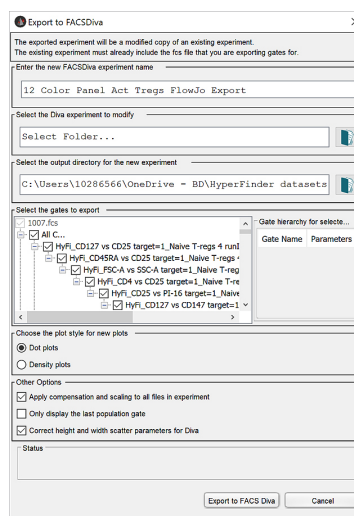 Export to FACSDiva
The exported experiment will be a modified copy of an existing experiment.
The existing experiment must already include the fcs file that you are exporting gates for.
Enter the new FACSDiva experiment name
12 Color Panel Act Tregs FlowJo Export
Select the Diva experiment to modify
Select Folder...
Select the output directory for the new experiment
C:\Users\10286566\OneDrive - BD\HyperFinder datasets
Select the gates to export
Gate hierarchy for selecte...
1007.fcs
Gate Name Parameters
All C...
HyFi_CD127 vs CD25 target=1_Naive T-regs 4 runI
HyFi_CD45RA vs CD25 target=1_Naive T-regs
HyFi_FSC-A vs SSC-A target=1_Naive T-reg
HyFi_CD4 vs CD25 target=1_Naive T-reg
HyFi_CD25 vs PI-16 target=1_Naive
HyFi_CD127 vs CD147 target=1
Choose the plot style for new plots
Dot plots
Density plots
Other Options
Apply compensation and scaling to all files in experiment
Only display the last population gate
Correct height and width scatter parameters for Diva
Status
Export to FACS Diva Cancel